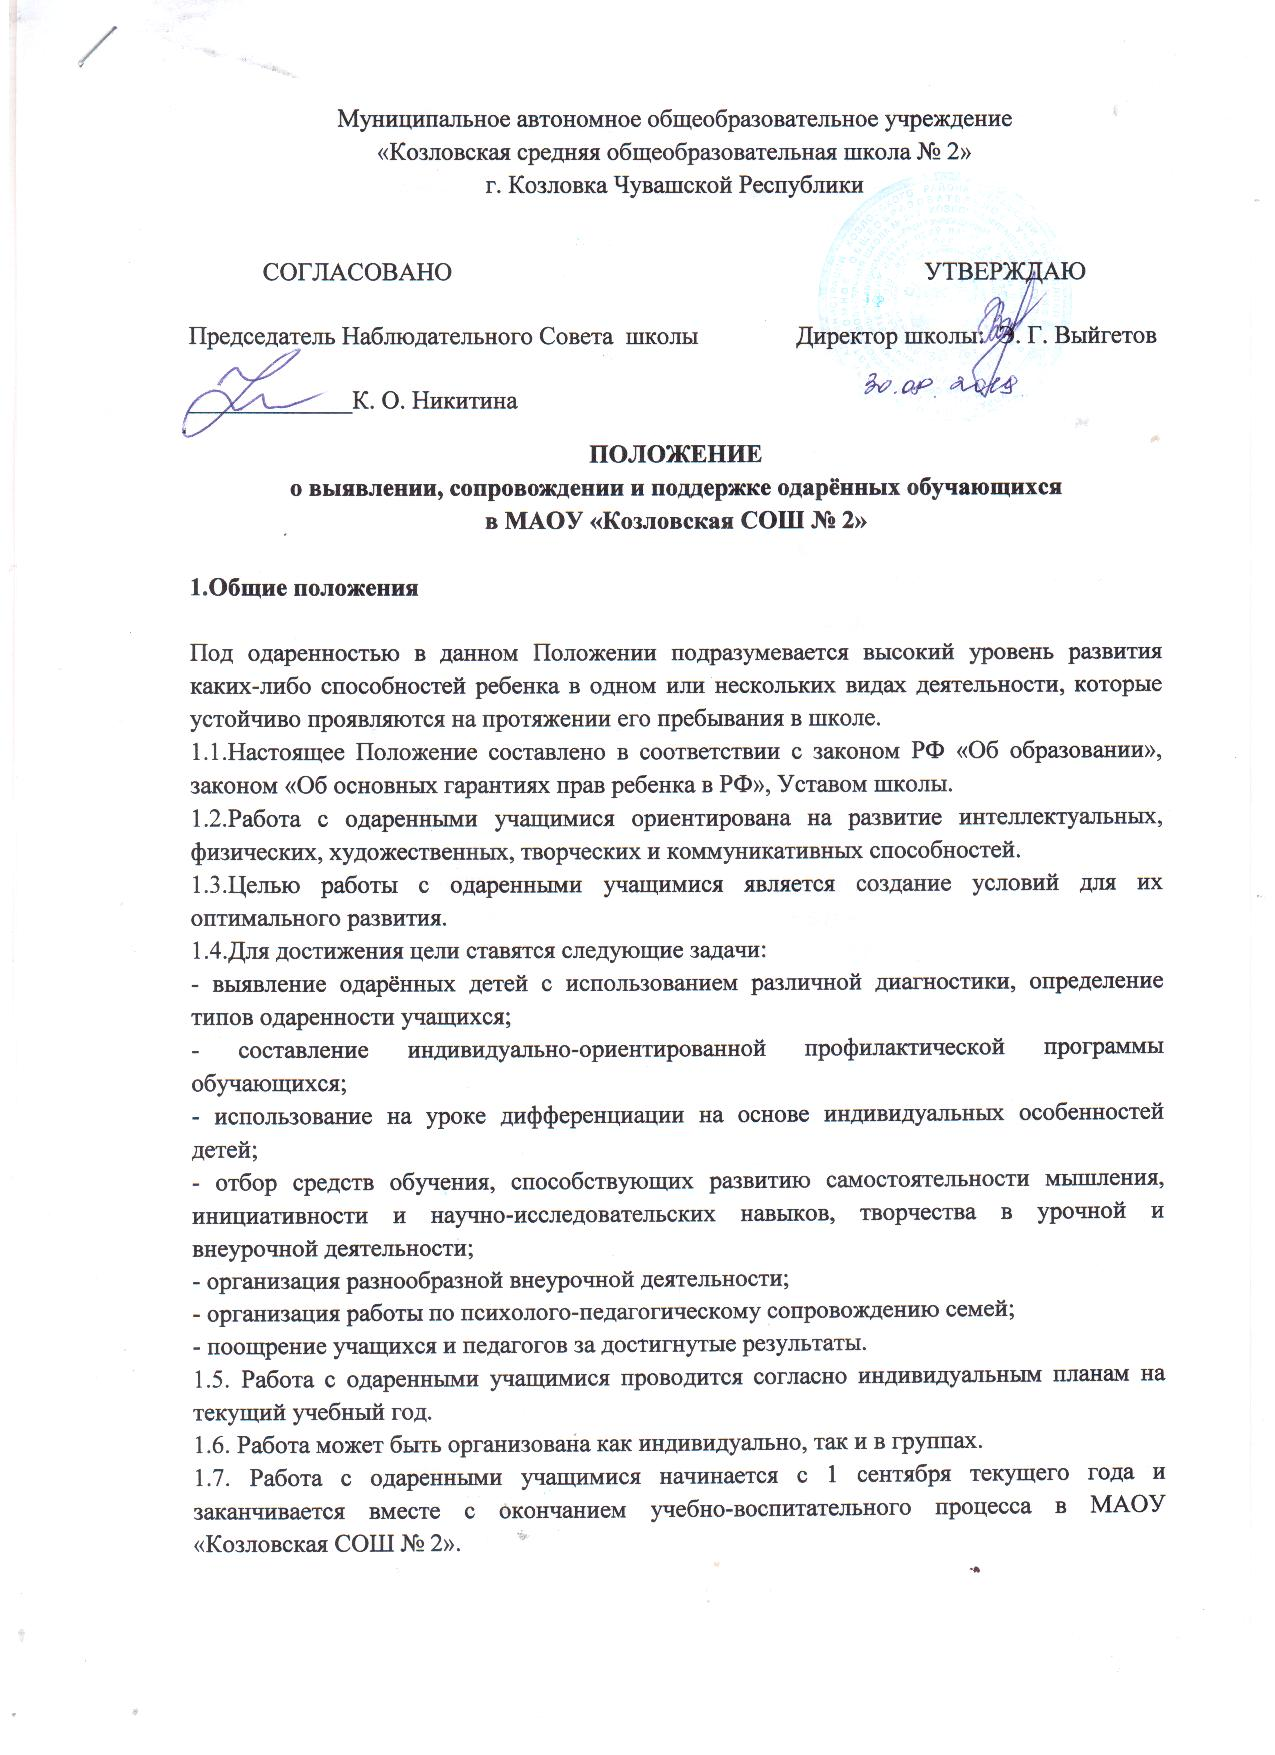 Муниципальное автономное общеобразовательное учреждение
«Козловская средняя общеобразовательная школа № 2»
г. Козловка Чувашской Республики
СОГЛАСОВАНО УТВЕРЖДАЮ
Председатель Наблюдательного Совета школы Директор школы: Г. Выйгетов
30.08.
К. О. Никитина
ПОЛОЖЕНИЕ
о выявлении, сопровождении и поддержке одарённых обучающихся
в МАОУ «Козловская СОШ № 2»
1.Общие положения
Под одаренностью в данном Положении подразумевается высокий уровень развития
каких-либо способностей ребенка в одном или нескольких видах деятельности, которые
устойчиво проявляются на протяжении его пребывания в школе.
1.1.Настоящее Положение составлено в соответствии с законом РФ «Об образовании»,
законом «Об основных гарантиях прав ребенка в РФ», Уставом школы.
1.2.Работа с одаренными учащимися ориентирована на развитие интеллектуальных,
физических, художественных, творческих и коммуникативных способностей.
1.3.Целью работы с одаренными учащимися является создание условий для их
оптимального развития.
1.4.Для достижения цели ставятся следующие задачи:
- выявление одарённых детей с использованием различной диагностики, определение
типов одаренности учащихся;
- составление индивидуально-ориентированной профилактической программы
обучающихся;
- использование на уроке дифференциации на основе индивидуальных особенностей
детей;
- отбор средств обучения, способствующих развитию самостоятельности мышления,
инициативности и научно-исследовательских навыков, творчества в урочной и
внеурочной деятельности;
- организация разнообразной внеурочной деятельности;
- организация работы по психолого-педагогическому сопровождению семей;
- поощрение учащихся и педагогов за достигнутые результаты.
1.5. Работа с одаренными учащимися проводится согласно индивидуальным планам на
текущий учебный год.
1.6. Работа может быть организована как индивидуально, так и в группах.
1.7. Работа с одаренными учащимися начинается с 1 сентября текущего года и
заканчивается вместе с окончанием учебно-воспитательного процесса в МАОУ
«Козловская СОШ № 2».